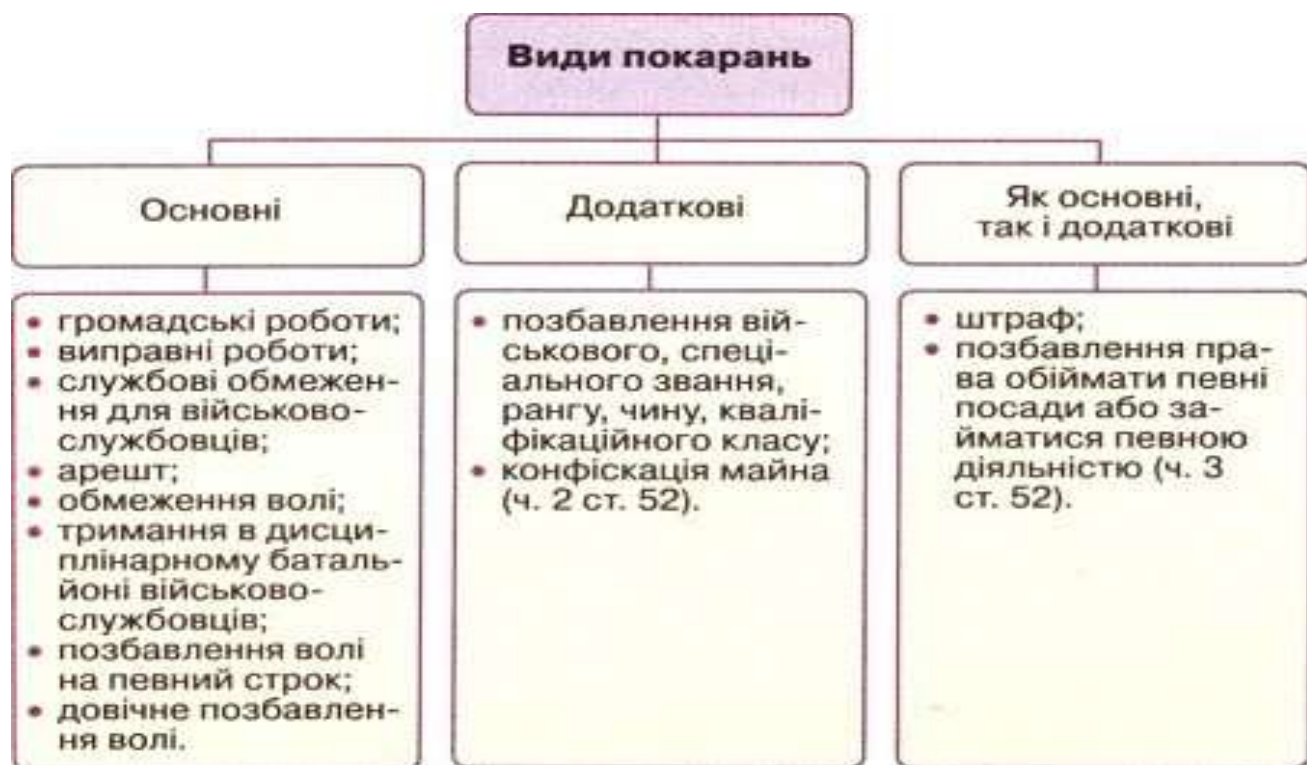 Види покарань
Основні
Додаткові
Як основні,
так і додаткові
• громадські роботи;
• виправні роботи;
• службові обмежен-
ня для військово-
службовців;
• арешт;
• обмеження волі;
• тримання в дисци-
плінарному баталь-
йоні військово-
службовців;
• позбавлення волі
на певний строк;
• довічне позбавлен-
ня волі.
• позбавлення вій-
ськового, спеці-
ального звання,
рангу, чину, квалі-
фікаційного класу;
• конфіскація майна
(ч. 2 ст. 52).
• штраф;
• позбавлення пра-
ва обіймати певні
посади або за-
йматися певною
діяльністю (ч. 3
ст. 52).